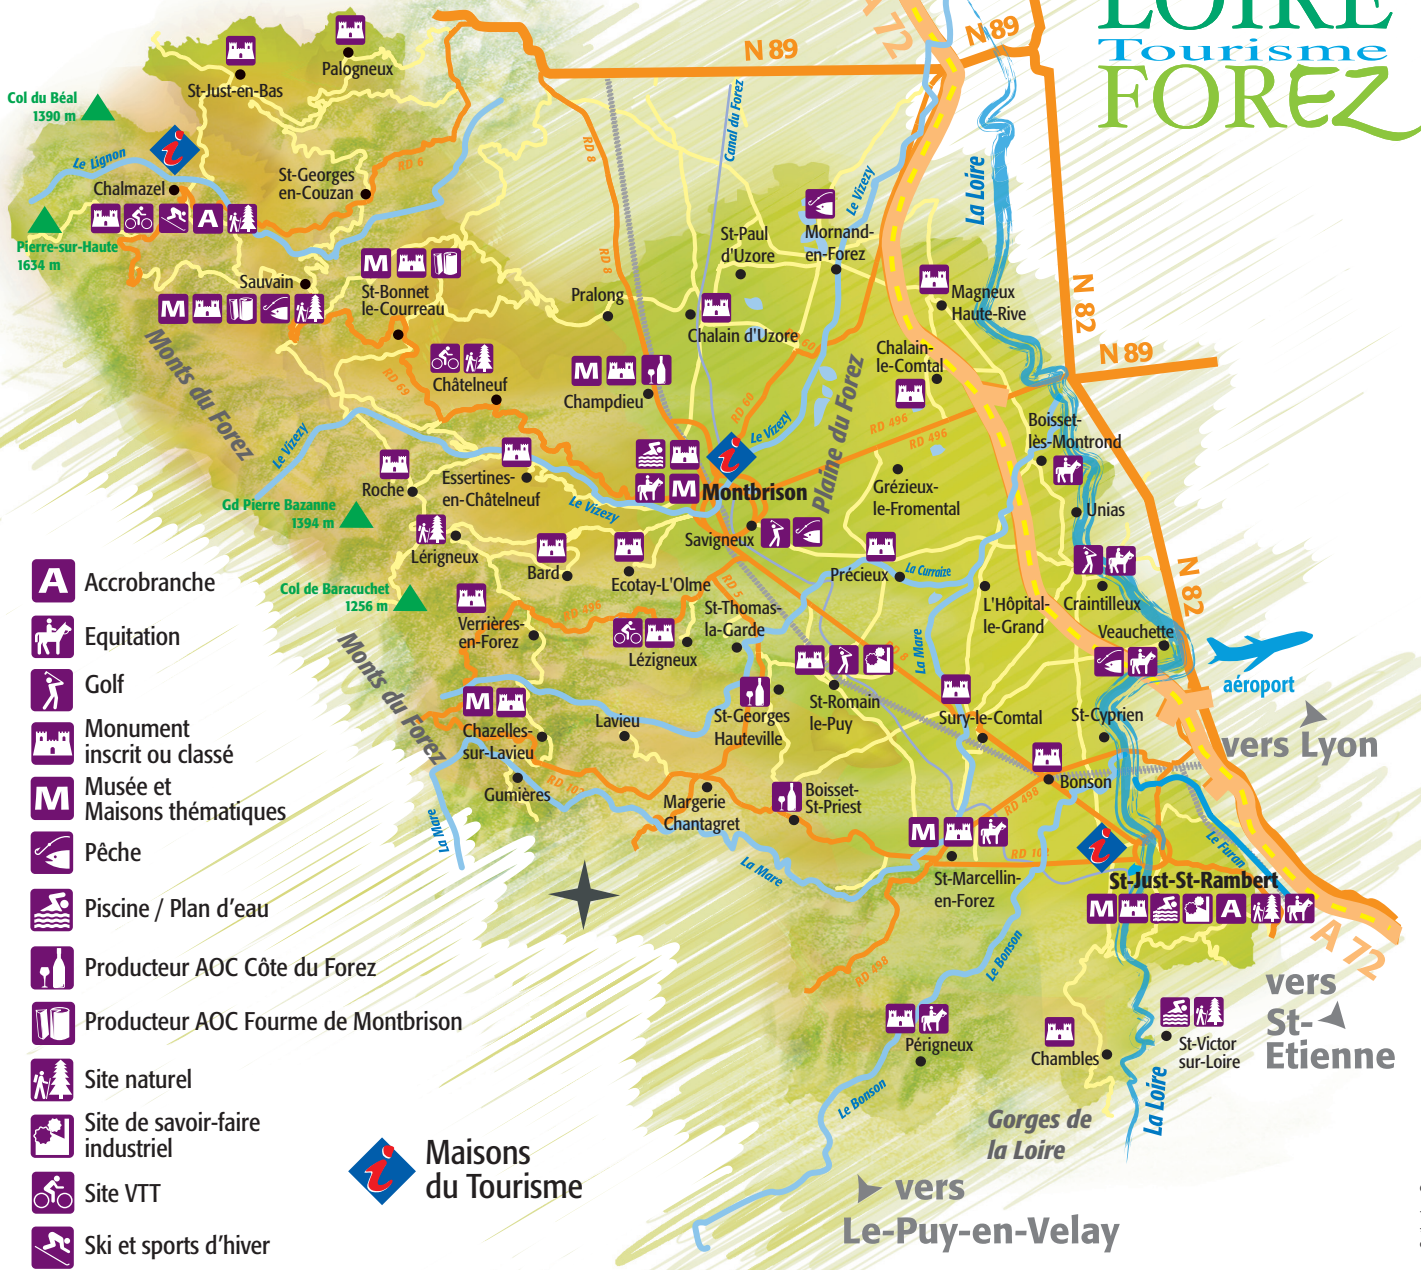 LOIRE
Tourisme
FOREZ
A 72
N 89
N 89
Palogneux
St-Just-en-Bas
Col du Béal
1390 m
Le Lignon
Chalmazel
A
St-Georges
en-Couzan
RD 6
RD 8
Canal du Forez
Le Vizezy
La Loire
Pierre-sur-Haute
1634 m
Sauvain
M
M
St-Bonnet
le-Courreau
RD 8
Pralong
St-Paul
d'Uzore
Mornand-
en-Forez
Chalain d'Uzore
RD 60
Magneux
Haute-Rive
N 82
N 89
Chalain-
le-Comtal
Monts du Forez
RD 69
Châtelneuf
M
Champdieu
RD 60
Le Vizezy
Plaine du Forez
RD 496
RD 496
Boisset-
lès-Montrond
Le Vizezy
Roche
Essertines-
en-Châtelneuf
Le Vizezy
M
Montbrison
Grézieux-
le-Fromental
Unias
Gd Pierre Bazanne
1394 m
Savigneux
Lérigneux
Bard
Ecotay-L'Olme
RD 5
Précieux
La Curraize
L'Hôpital-
le-Grand
Craintilleux
N 82
Col de Baracuchet
1256 m
Verrières-
en-Forez
RD 496
St-Thomas-
la-Garde
Lézigneux
La Mare
Veauchette
RD 8
aéroport
Monts du Forez
M
Chazelles-
sur-Lavieu
Lavieu
St-Georges
Hauteville
St-Romain
le-Puy
Sury-le-Comtal
St-Cyprien
vers Lyon
Gumières
RD 102
Margerie
Chantagret
Boisset-
St-Priest
Bonson
RD 498
La Mare
La Mare
M
St-Marcellin-
en-Forez
RD 102
Le Furan
St-Just-St-Rambert
M
A
A 72
RD 498
Le Bonson
vers
St-
Etienne
Périgneux
Chambles
St-Victor
sur-Loire
Le Bonson
La Loire
Gorges de
la Loire
vers
Le-Puy-en-Velay
A
Accrobranche
Equitation
Golf
Monument
inscrit ou classé
M
Musée et
Maisons thématiques
Pêche
Piscine / Plan d'eau
Producteur AOC Côte du Forez
Producteur AOC Fourme de Montbrison
Site naturel
Site de savoir-faire
industriel
Site VTT
Ski et sports d'hiver
Maisons
du Tourisme